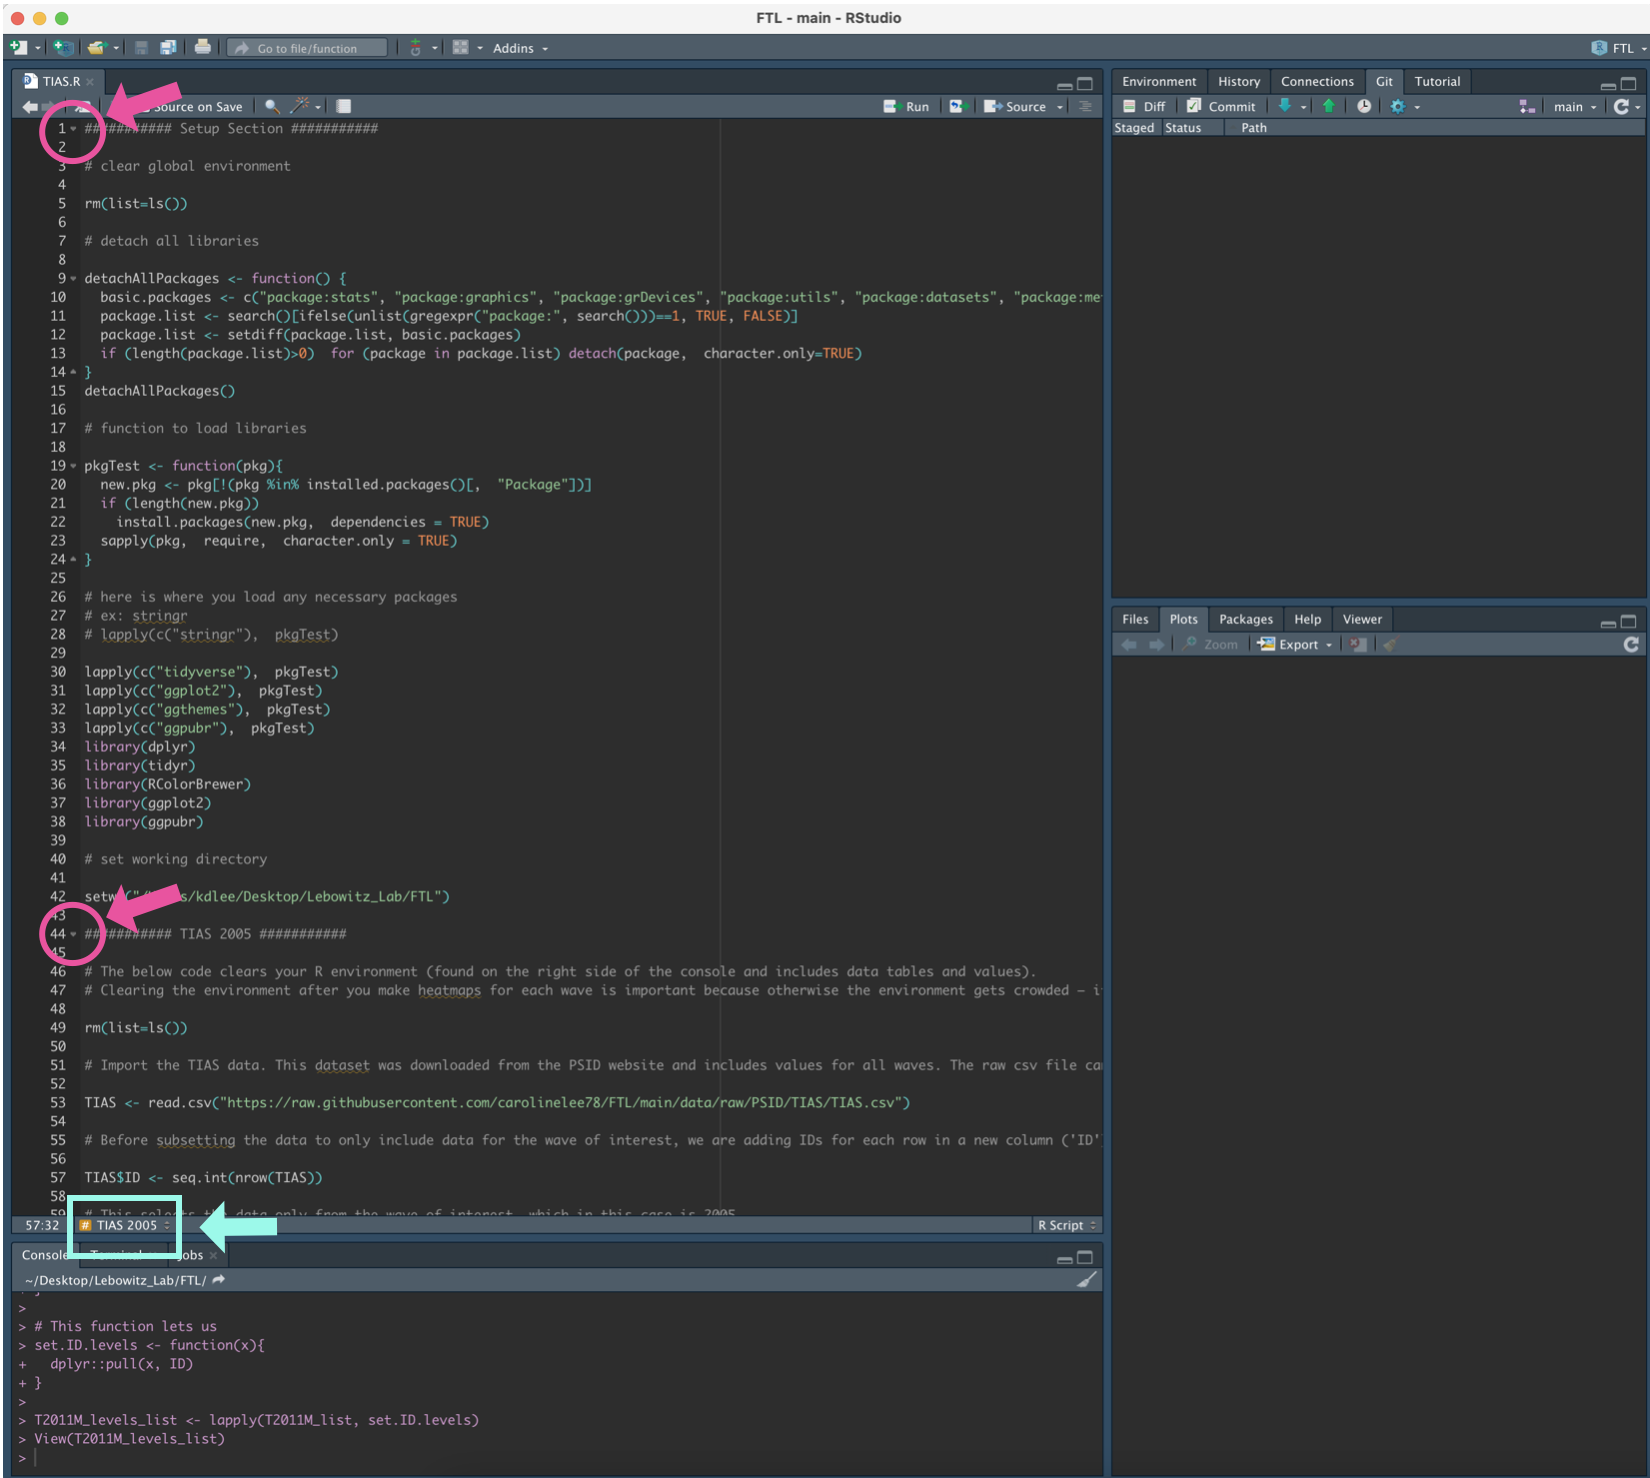 FTL - main - RStudio
Go to file/function
Addins
FTL
TIAS.R
Source on Save
Run
Source
1 ########### Setup Section ###########
2
3 # clear global environment
4
5 rm(list=ls())
6
7 # detach all libraries
8
9 detachAllPackages <- function() {
10 basic.packages <- c("package:stats", "package:graphics", "package:grDevices", "package:utils", "package:datasets", "package:me
11 package.list <- search()[ifelse(unlist(gregexpr("package:", search()))==1, TRUE, FALSE)]
12 package.list <- setdiff(package.list, basic.packages)
13 if (length(package.list)>0) for (package in package.list) detach(package, character.only=TRUE)
14 }
15 detachAllPackages()
16
17 # function to load libraries
18
19 pkgTest <- function(pkg){
20 new.pkg <- pkg[!(pkg %in% installed.packages()[, "Package"])]
21 if (length(new.pkg))
22 install.packages(new.pkg, dependencies = TRUE)
23 sapply(pkg, require, character.only = TRUE)
24 }
25
26 # here is where you load any necessary packages
27 # ex: stringr
28 # lapply(c("stringr"), pkgTest)
29
30 lapply(c("tidyverse"), pkgTest)
31 lapply(c("ggplot2"), pkgTest)
32 lapply(c("ggthemes"), pkgTest)
33 lapply(c("ggpubr"), pkgTest)
34 library(dplyr)
35 library(tidyr)
36 library(RColorBrewer)
37 library(ggplot2)
38 library(ggpubr)
39
40 # set working directory
41
42 setw ("/ s/kdlee/Desktop/Lebowitz_Lab/FTL")
43
44 ########### TIAS 2005 ###########
45
46 # The below code clears your R environment (found on the right side of the console and includes data tables and values).
47 # Clearing the environment after you make heatmaps for each wave is important because otherwise the environment gets crowded – i
48
49 rm(list=ls())
50
51 # Import the TIAS data. This dataset was downloaded from the PSID website and includes values for all waves. The raw csv file ca
52
53 TIAS <- read.csv("https://raw.githubusercontent.com/carolinelee78/FTL/main/data/raw/PSID/TIAS/TIAS.csv")
54
55 # Before subsetting the data to only include data for the wave of interest, we are adding IDs for each row in a new column ('ID'
56
57 TIAS$ID <- seq.int(nrow(TIAS))
58
59 # This selects the data only from the wave of interest, which in this case is 2005
57:32 # TIAS 2005
R Script
Console Terminal Jobs
~/Desktop/Lebowitz_Lab/FTL/
>
> # This function lets us
> set.ID.levels <- function(x){
+ dplyr::pull(x, ID)
+ }
>
> T2011M_levels_list <- lapply(T2011M_list, set.ID.levels)
> View(T2011M_levels_list)
>
Environment History Connections Git Tutorial
Diff Commit main
Staged Status Path
Files Plots Packages Help Viewer
Zoom Export